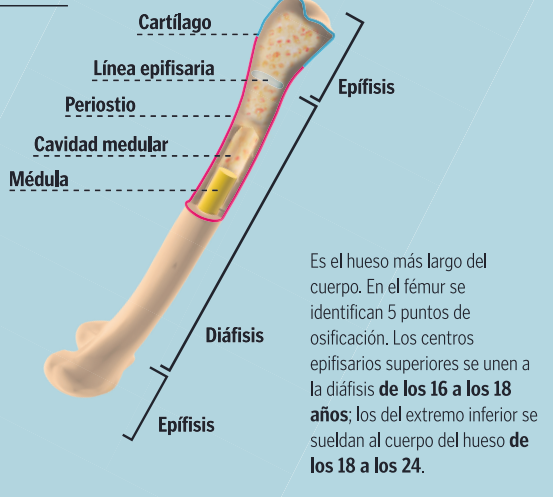 Cartílago
Línea epifisaria
Epífisis
Periostio
Cavidad medular
Médula
Es el hueso más largo del
cuerpo. En el fémur se
identifican 5 puntos de
osificación. Los centros
epifisarios superiores se unen a
la diáfisis de los 16 a los 18
años; los del extremo inferior se
sueldan al cuerpo del hueso de
los 18 a los 24.
Diáfisis
Epífisis